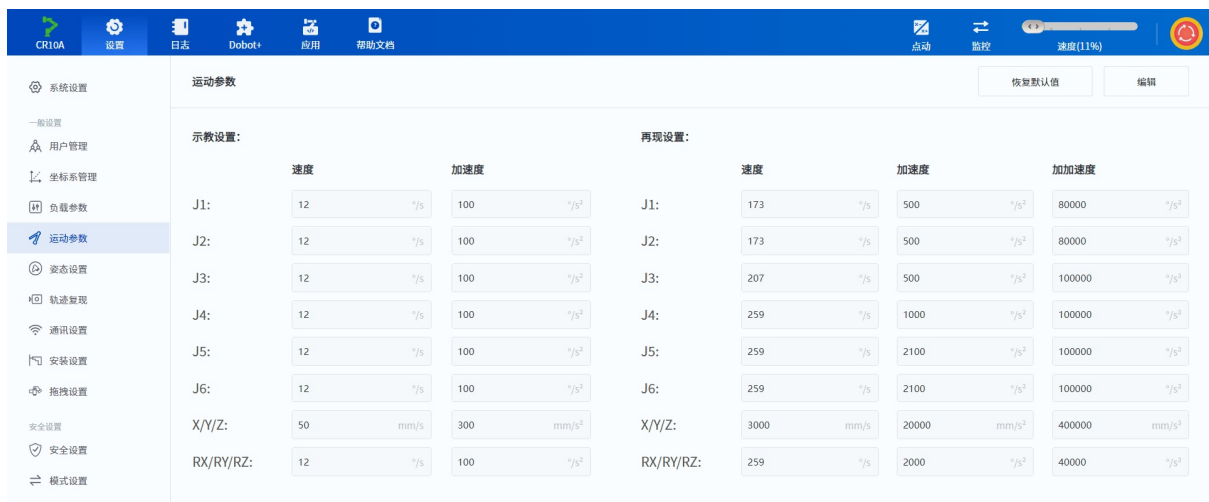 CR10A 设置 日志 Dobot+ 应用 帮助文档 点动 监控 速度(11%)
系统设置
一般设置
用户管理
坐标系管理
负载参数
运动参数
姿态设置
轨迹复现
通讯设置
安装设置
拖拽设置
安全设置
安全设置
模式设置
运动参数 恢复默认值 编辑
示教设置: 再现设置:
速度 加速度 速度 加速度 加加速度
J1: 12 °/s 100 °/s² J1: 173 °/s 500 °/s² 80000 °/s³
J2: 12 °/s 100 °/s² J2: 173 °/s 500 °/s² 80000 °/s³
J3: 12 °/s 100 °/s² J3: 207 °/s 500 °/s² 100000 °/s³
J4: 12 °/s 100 °/s² J4: 259 °/s 1000 °/s² 100000 °/s³
J5: 12 °/s 100 °/s² J5: 259 °/s 2100 °/s² 100000 °/s³
J6: 12 °/s 100 °/s² J6: 259 °/s 2100 °/s² 100000 °/s³
X/Y/Z: 50 mm/s 300 mm/s² X/Y/Z: 3000 mm/s 20000 mm/s² 400000 mm/s³
RX/RY/RZ: 12 °/s 100 °/s² RX/RY/RZ: 259 °/s 2000 °/s² 40000 °/s³